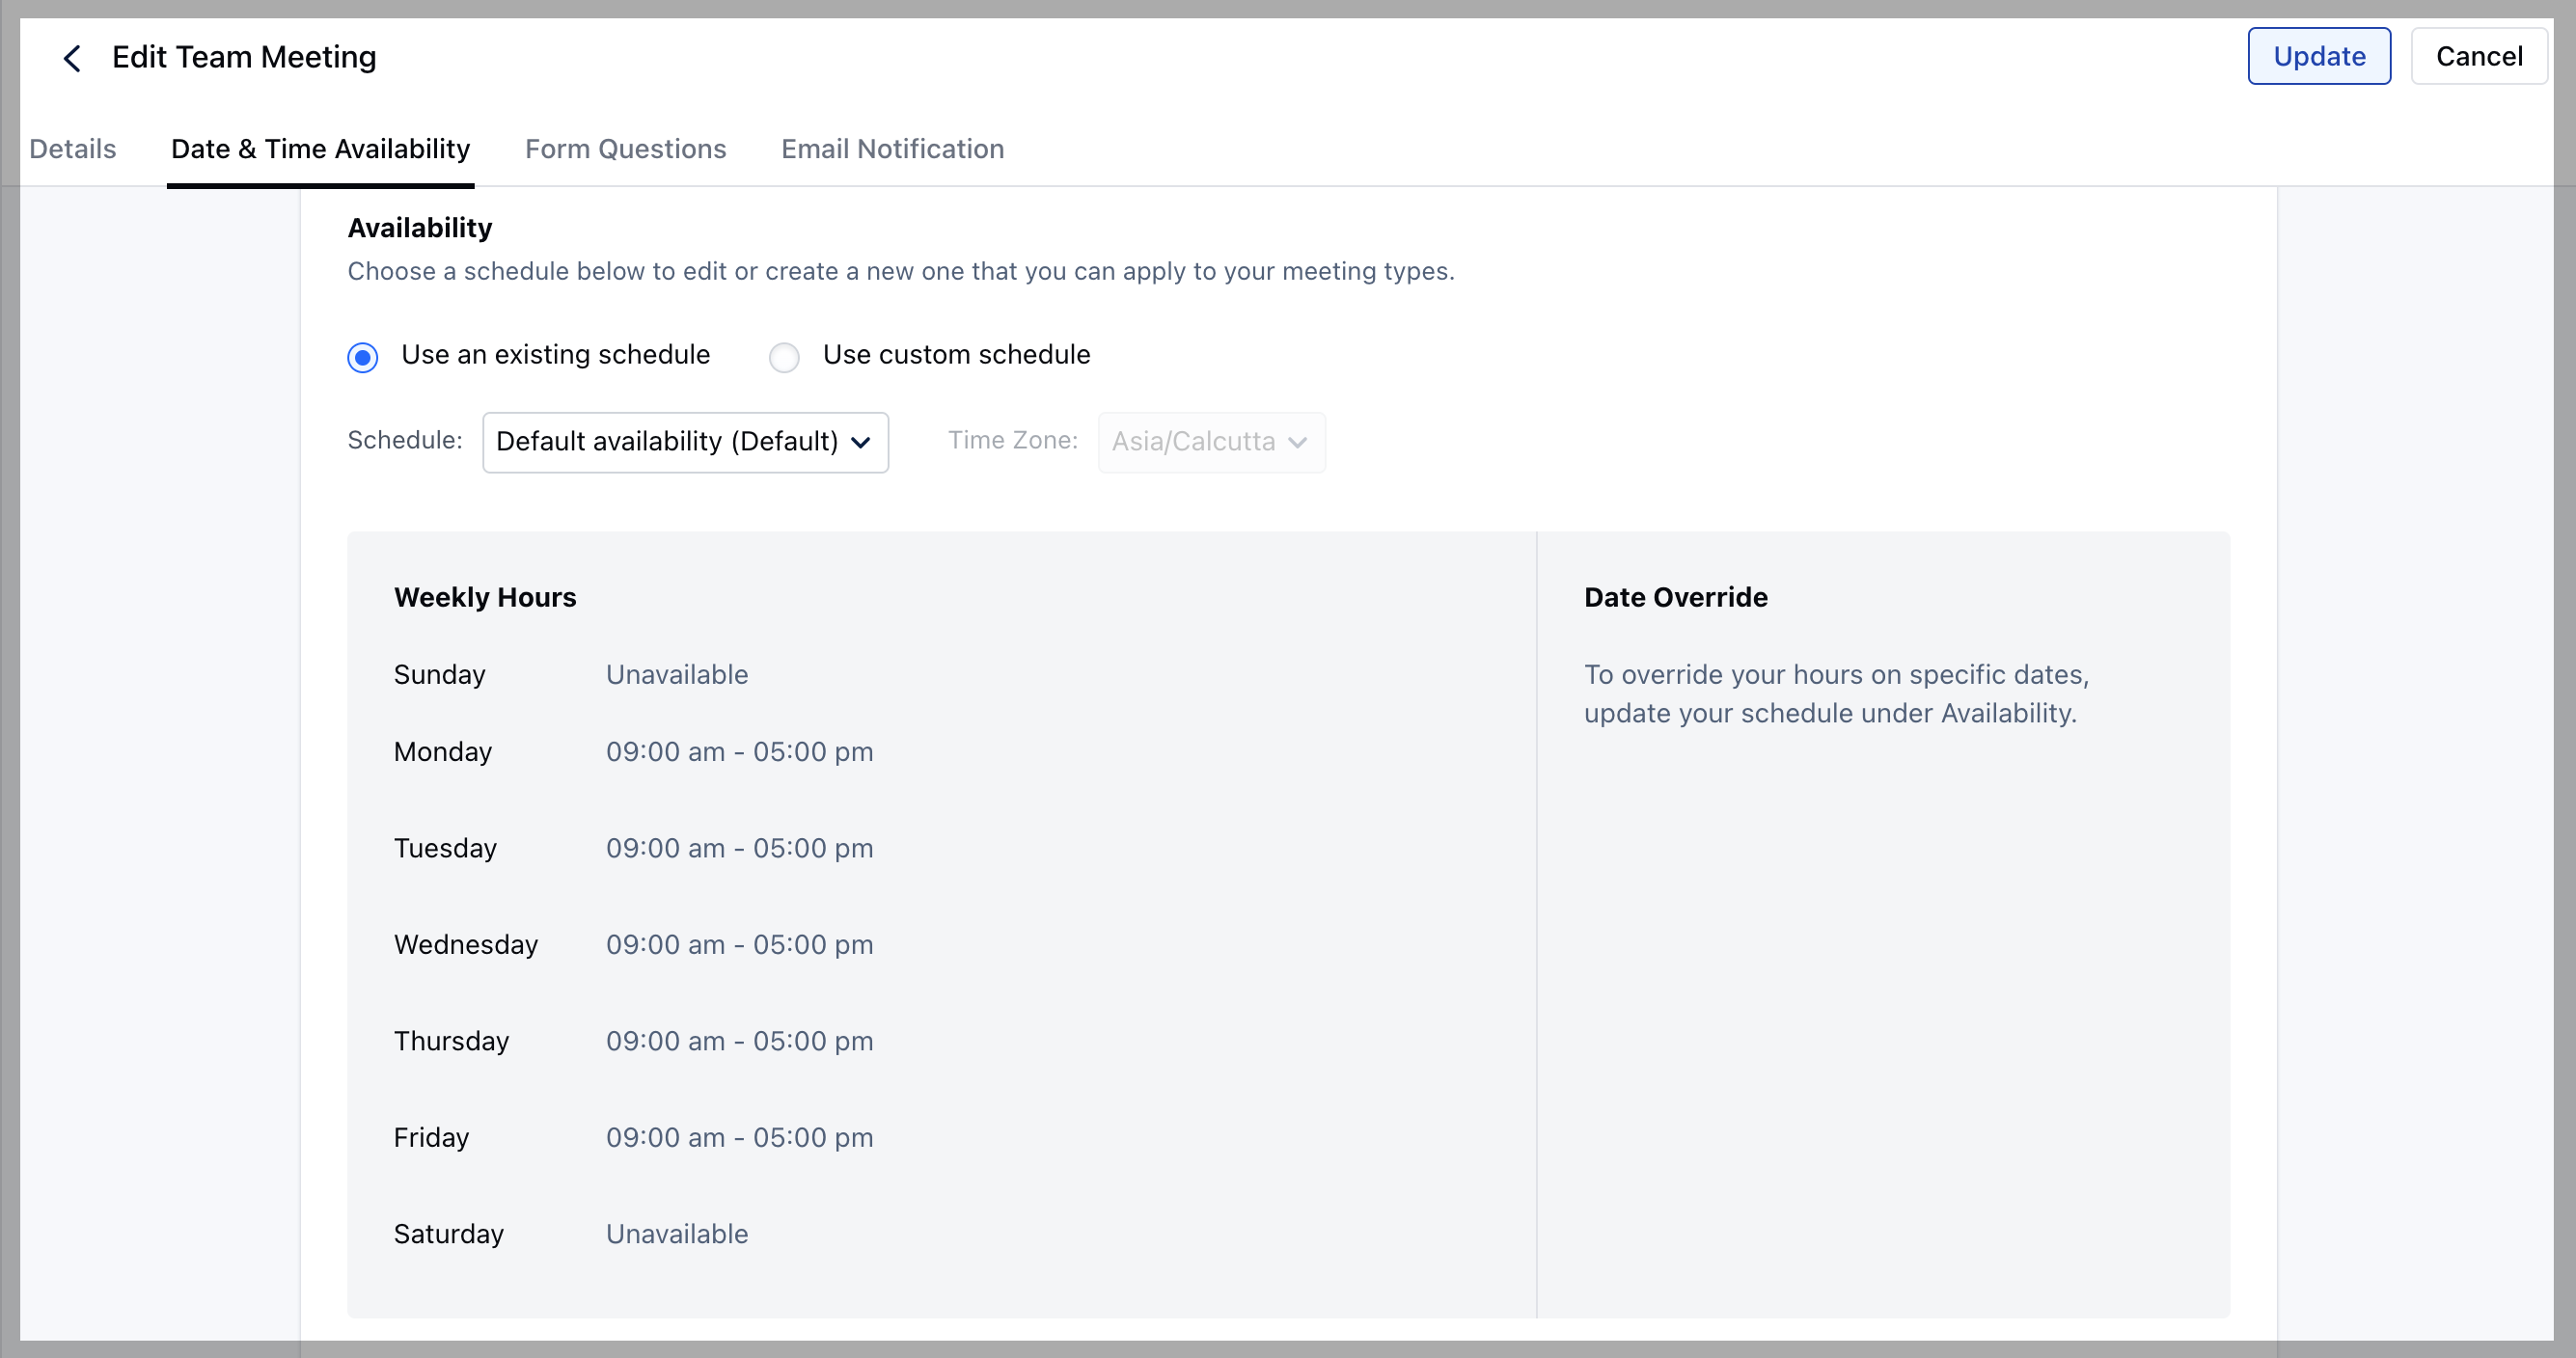 Edit Team Meeting
Update
Cancel
Details
Date & Time Availability
Form Questions
Email Notification
Availability
Choose a schedule below to edit or create a new one that you can apply to your meeting types.
Use an existing schedule
Use custom schedule
Schedule:
Default availability (Default)
Time Zone:
Asia/Calcutta
Weekly Hours
Sunday Unavailable
Monday 09:00 am - 05:00 pm
Tuesday 09:00 am - 05:00 pm
Wednesday 09:00 am - 05:00 pm
Thursday 09:00 am - 05:00 pm
Friday 09:00 am - 05:00 pm
Saturday Unavailable
Date Override
To override your hours on specific dates,
update your schedule under Availability.